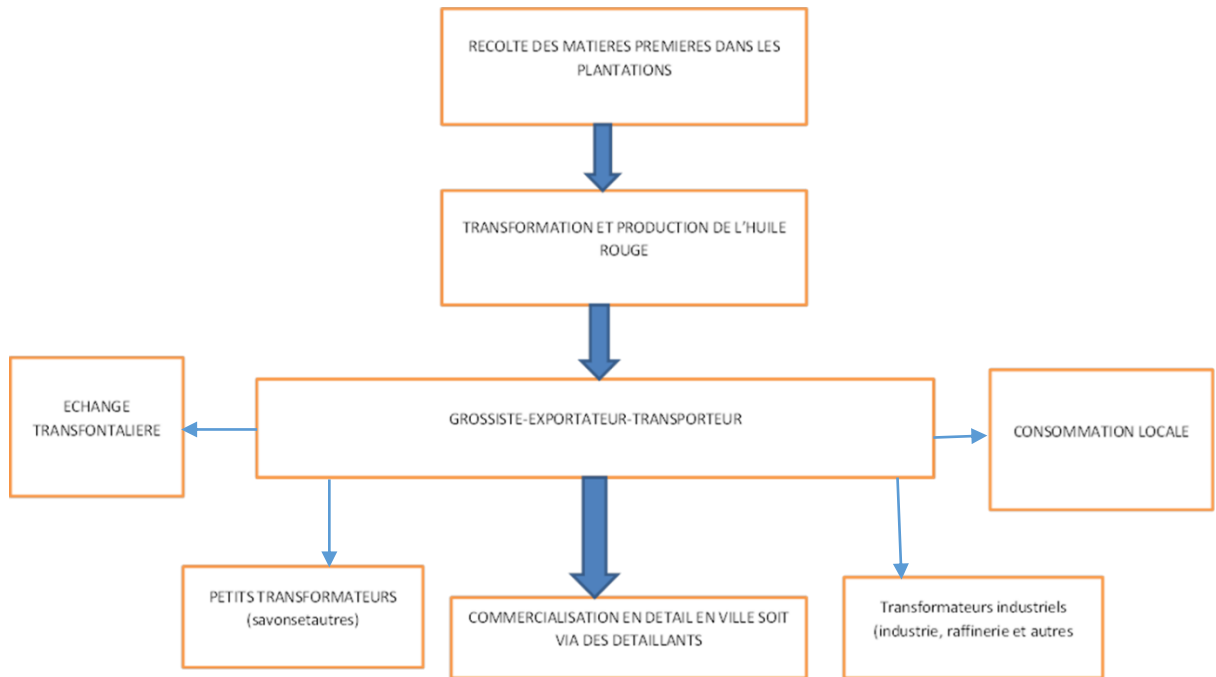 RECOLTE DES MATIERES PREMIERES DANS LES
PLANTATIONS
TRANSFORMATION ET PRODUCTION DE L'HUILE
ROUGE
ECHANGE
TRANSFONTALIERE
GROSSISTE-EXPORTATEUR-TRANSPORTEUR
CONSOMMATION LOCALE
PETITS TRANSFORMATEURS
(savonsetautres)
COMMERCIALISATION EN DETAIL EN VILLE SOIT
VIA DES DETAILLANTS
Transformateurs industriels
(industrie, raffinerie et autres